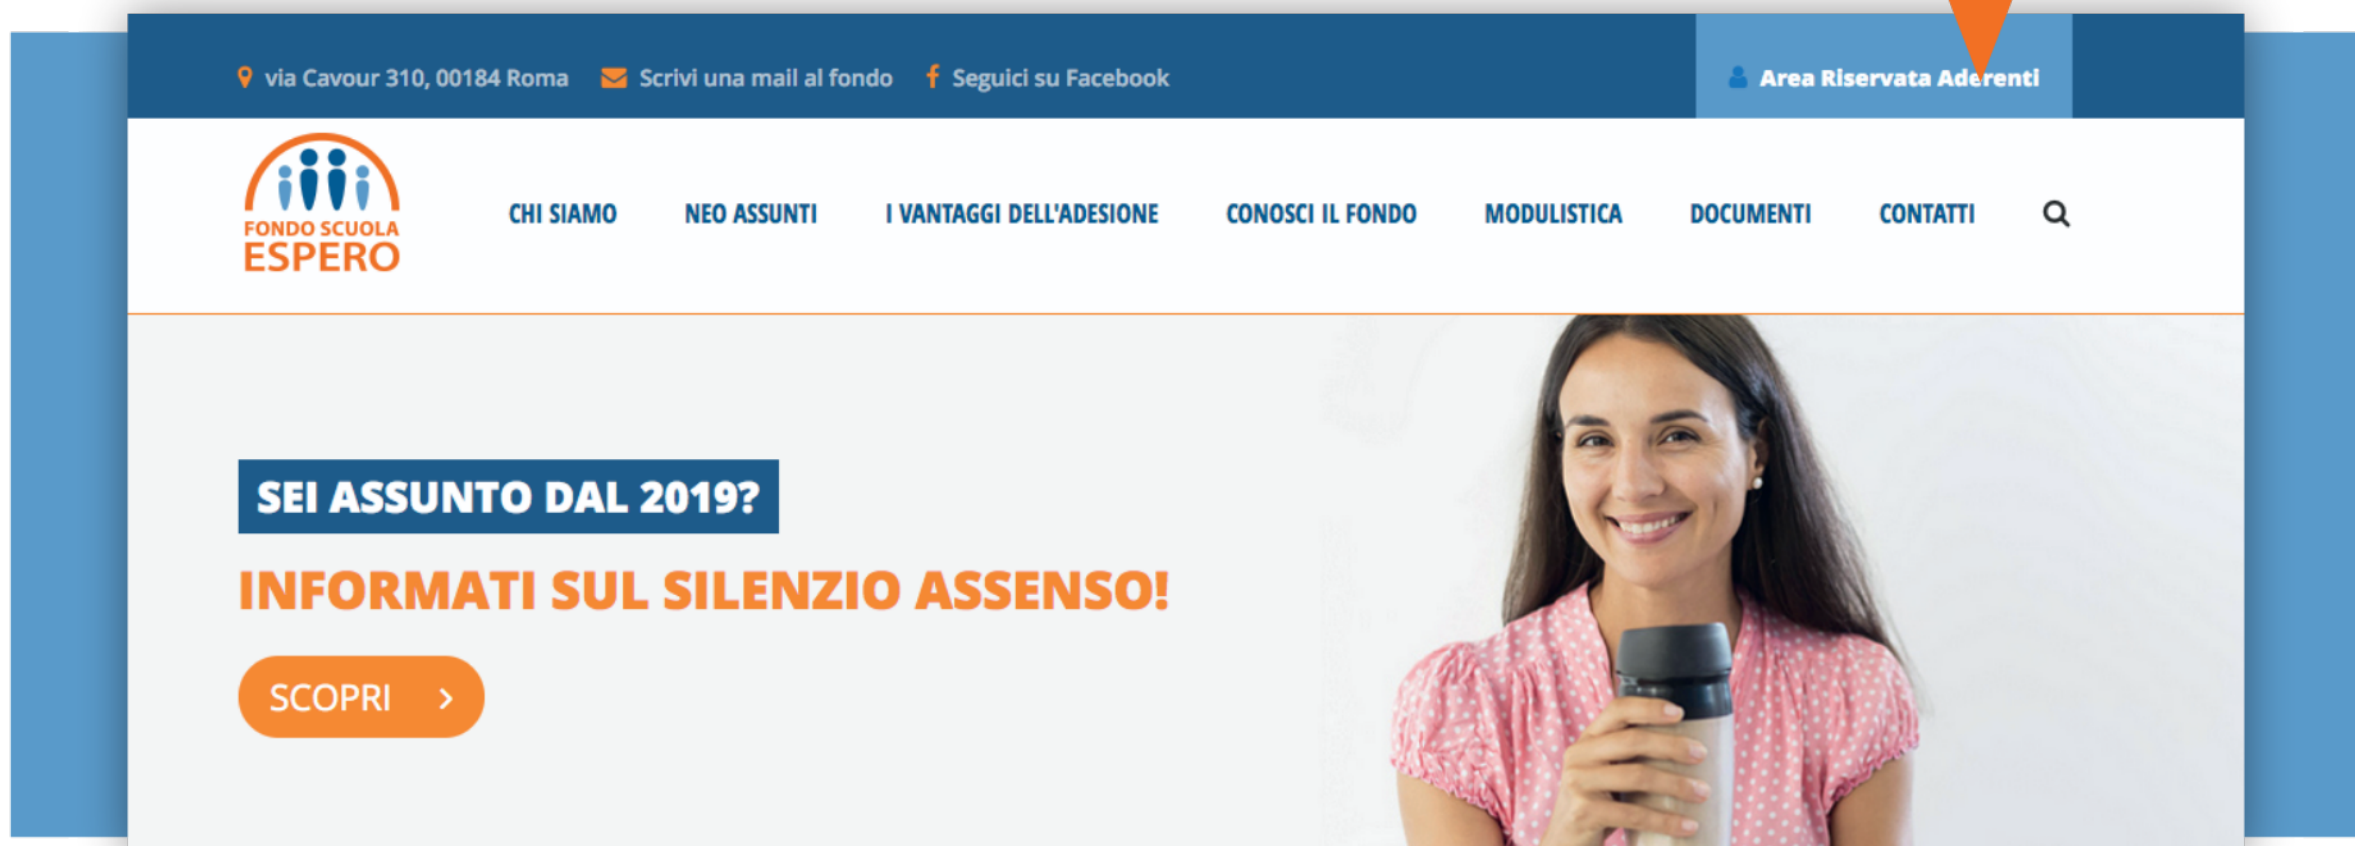 via Cavour 310, 00184 Roma Scrivi una mail al fondo Seguici su Facebook Area Riservata Aderenti
FONDO SCUOLA
ESPERO
CHI SIAMO NEO ASSUNTI I VANTAGGI DELL'ADESIONE CONOSCI IL FONDO MODULISTICA DOCUMENTI CONTATTI
SEI ASSUNTO DAL 2019?
INFORMATI SUL SILENZIO ASSENSO!
SCOPRI